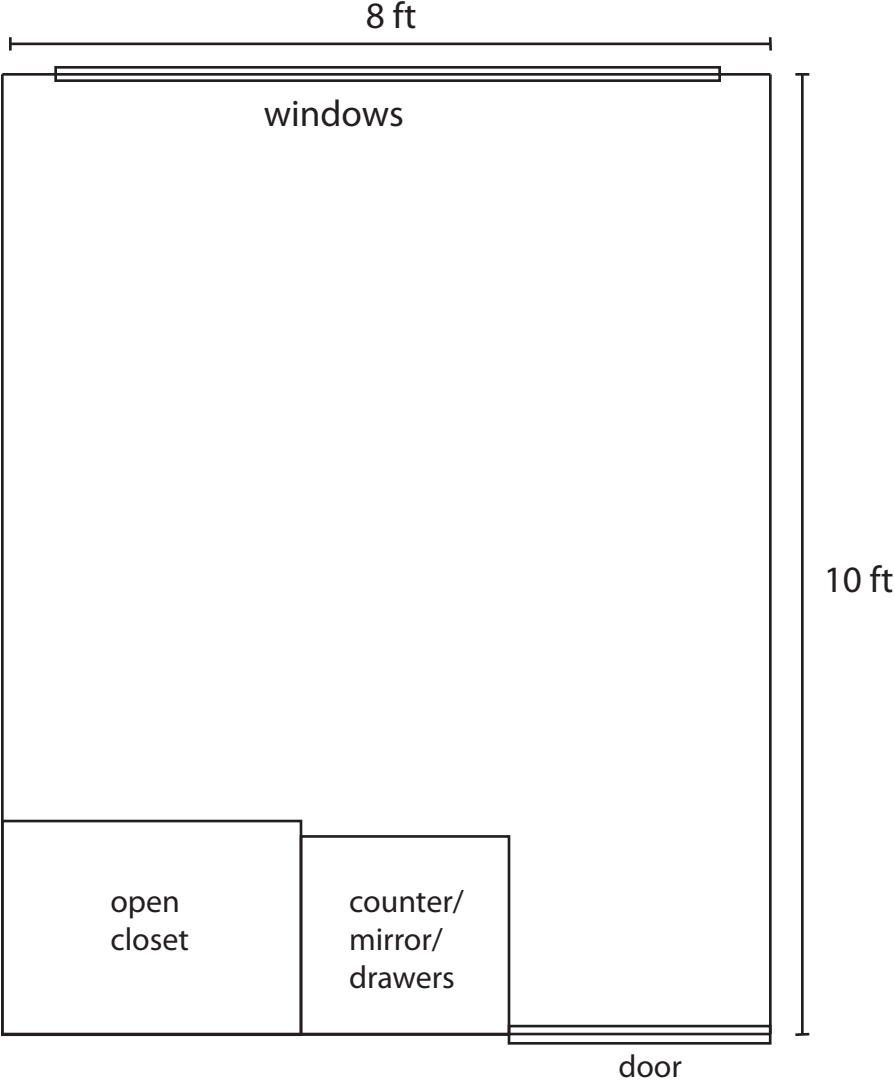 8 ft
windows
10 ft
open
closet
counter/
mirror/
drawers
door